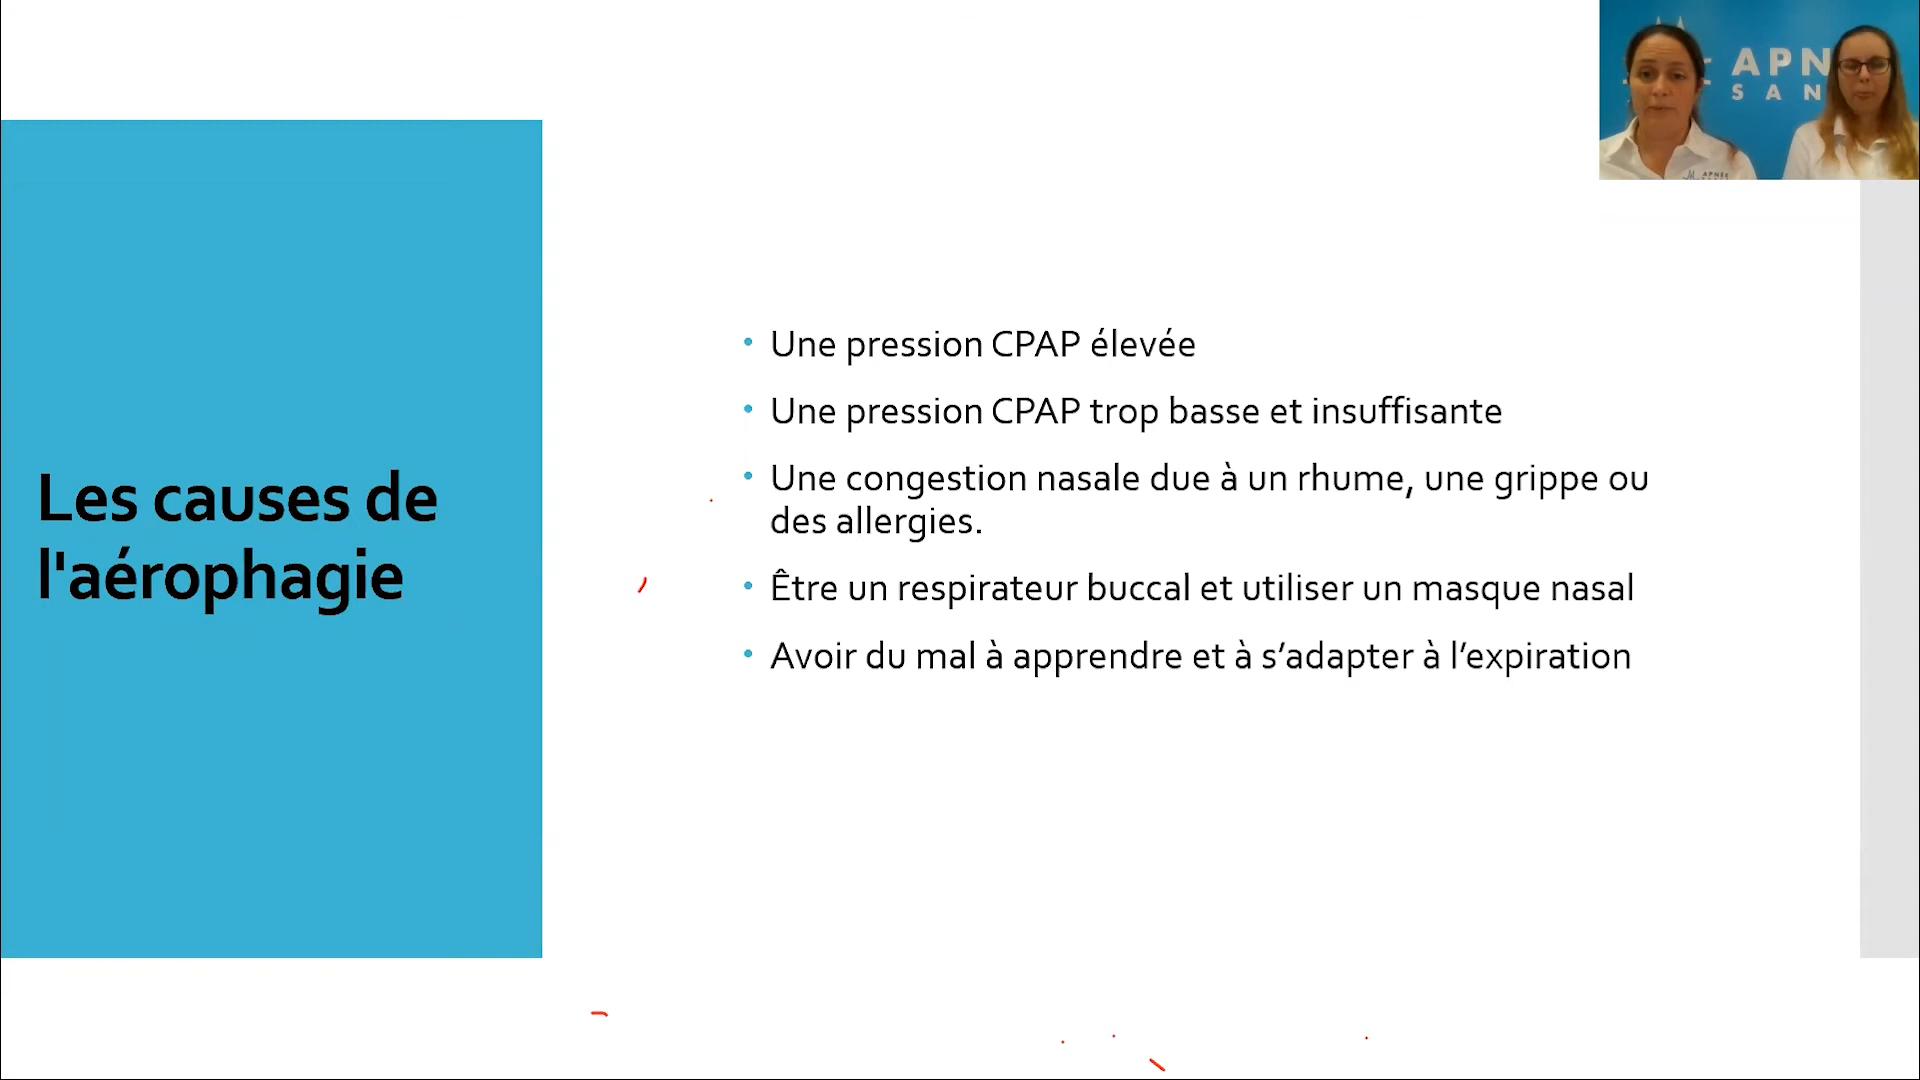 Les causes de
l'aérophagie
• Une pression CPAP élevée
• Une pression CPAP trop basse et insuffisante
• Une congestion nasale due à un rhume, une grippe ou
des allergies.
• Être un respirateur buccal et utiliser un masque nasal
• Avoir du mal à apprendre et à s’adapter à l’expiration
APN
SAN